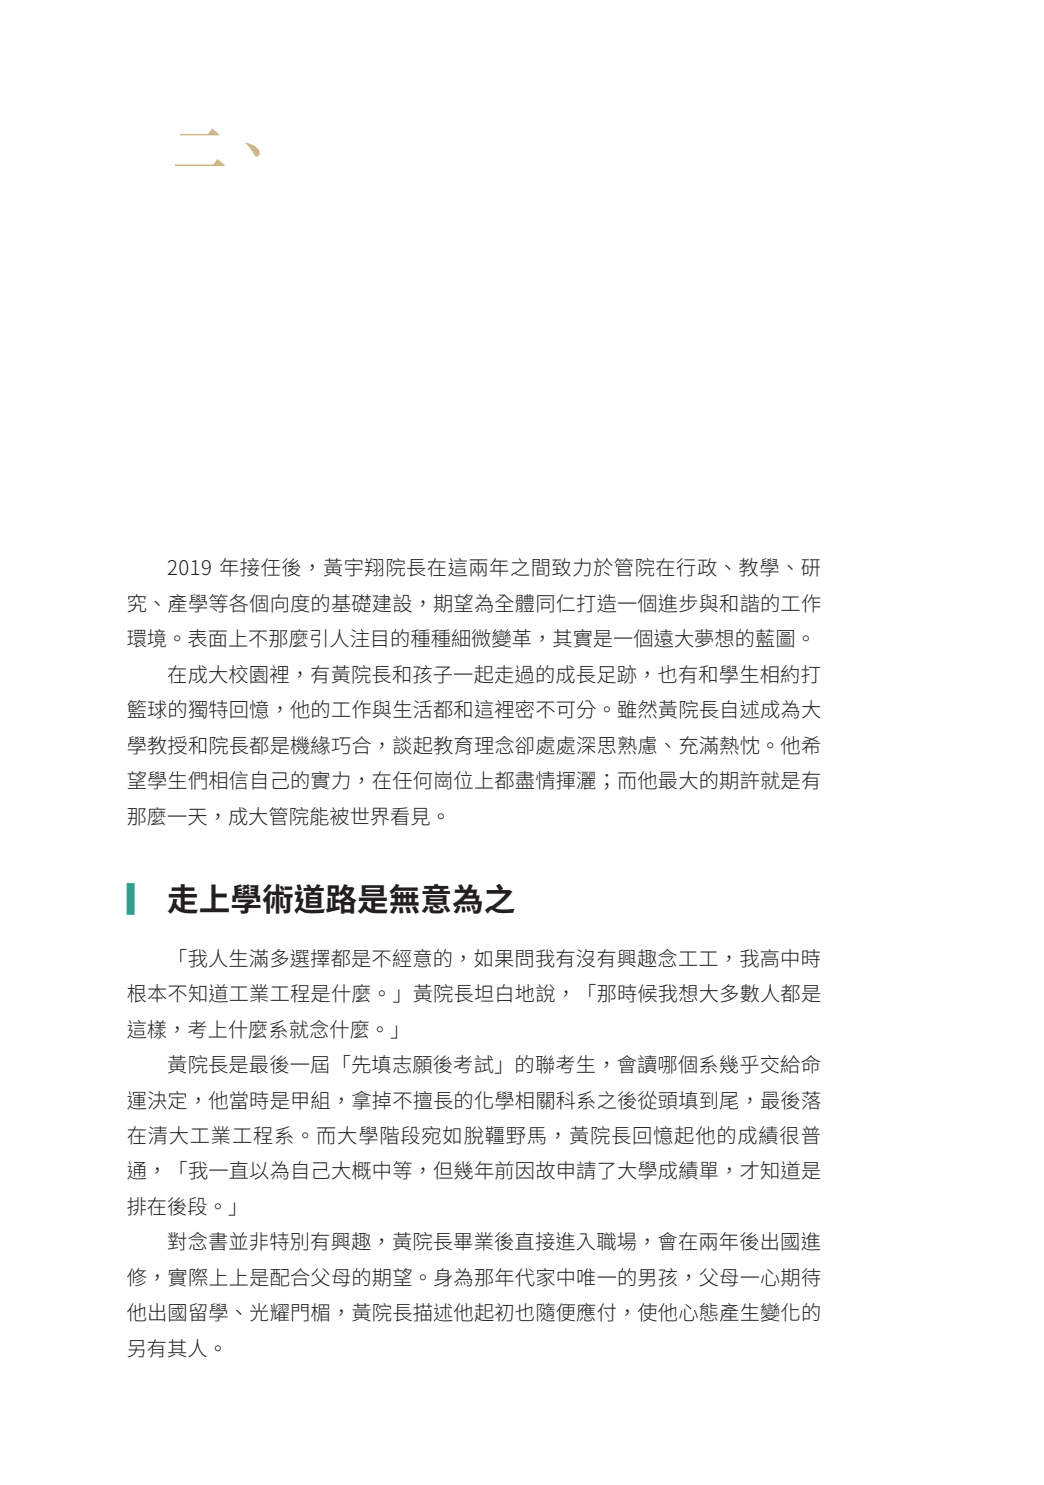 二、
2019 年接任後，黃宇翔院長在這兩年之間致力於管院在行政、教學、研
究、產學等各個向度的基礎建設，期望為全體同仁打造一個進步與和諧的工作
環境。表面上不那麼引人注目的種種細微變革，其實是一個遠大夢想的藍圖。
在成大校園裡，有黃院長和孩子一起走過的成長足跡，也有和學生相約打
籃球的獨特回憶，他的工作與生活都和這裡密不可分。雖然黃院長自述成為大
學教授和院長都是機緣巧合，談起教育理念卻處處深思熟慮、充滿熱忱。他希
望學生們相信自己的實力，在任何崗位上都盡情揮灑；而他最大的期許就是有
那麼一天，成大管院能被世界看見。
走上學術道路是無意為之
「我人生滿多選擇都是不經意的，如果問我有沒有興趣念工工，我高中時
根本不知道工業工程是什麼。」黃院長坦白地說，「那時候我想大多數人都是
這樣，考上什麼系就念什麼。」
黃院長是最後一屆「先填志願後考試」的聯考生，會讀哪個系幾乎交給命
運決定，他當時是甲組，拿掉不擅長的化學相關科系之後從頭填到尾，最後落
在清大工業工程系。而大學階段宛如脫韁野馬，黃院長回憶起他的成績很普
通，「我一直以為自己大概中等，但幾年前因故申請了大學成績單，才知道是
排在後段。」
對念書並非特別有興趣，黃院長畢業後直接進入職場，會在兩年後出國進
修，實際上上是配合父母的期望。身為那年代家中唯一的男孩，父母一心期待
他出國留學、光耀門楣，黃院長描述他起初也隨便應付，使他心態產生變化的
另有其人。